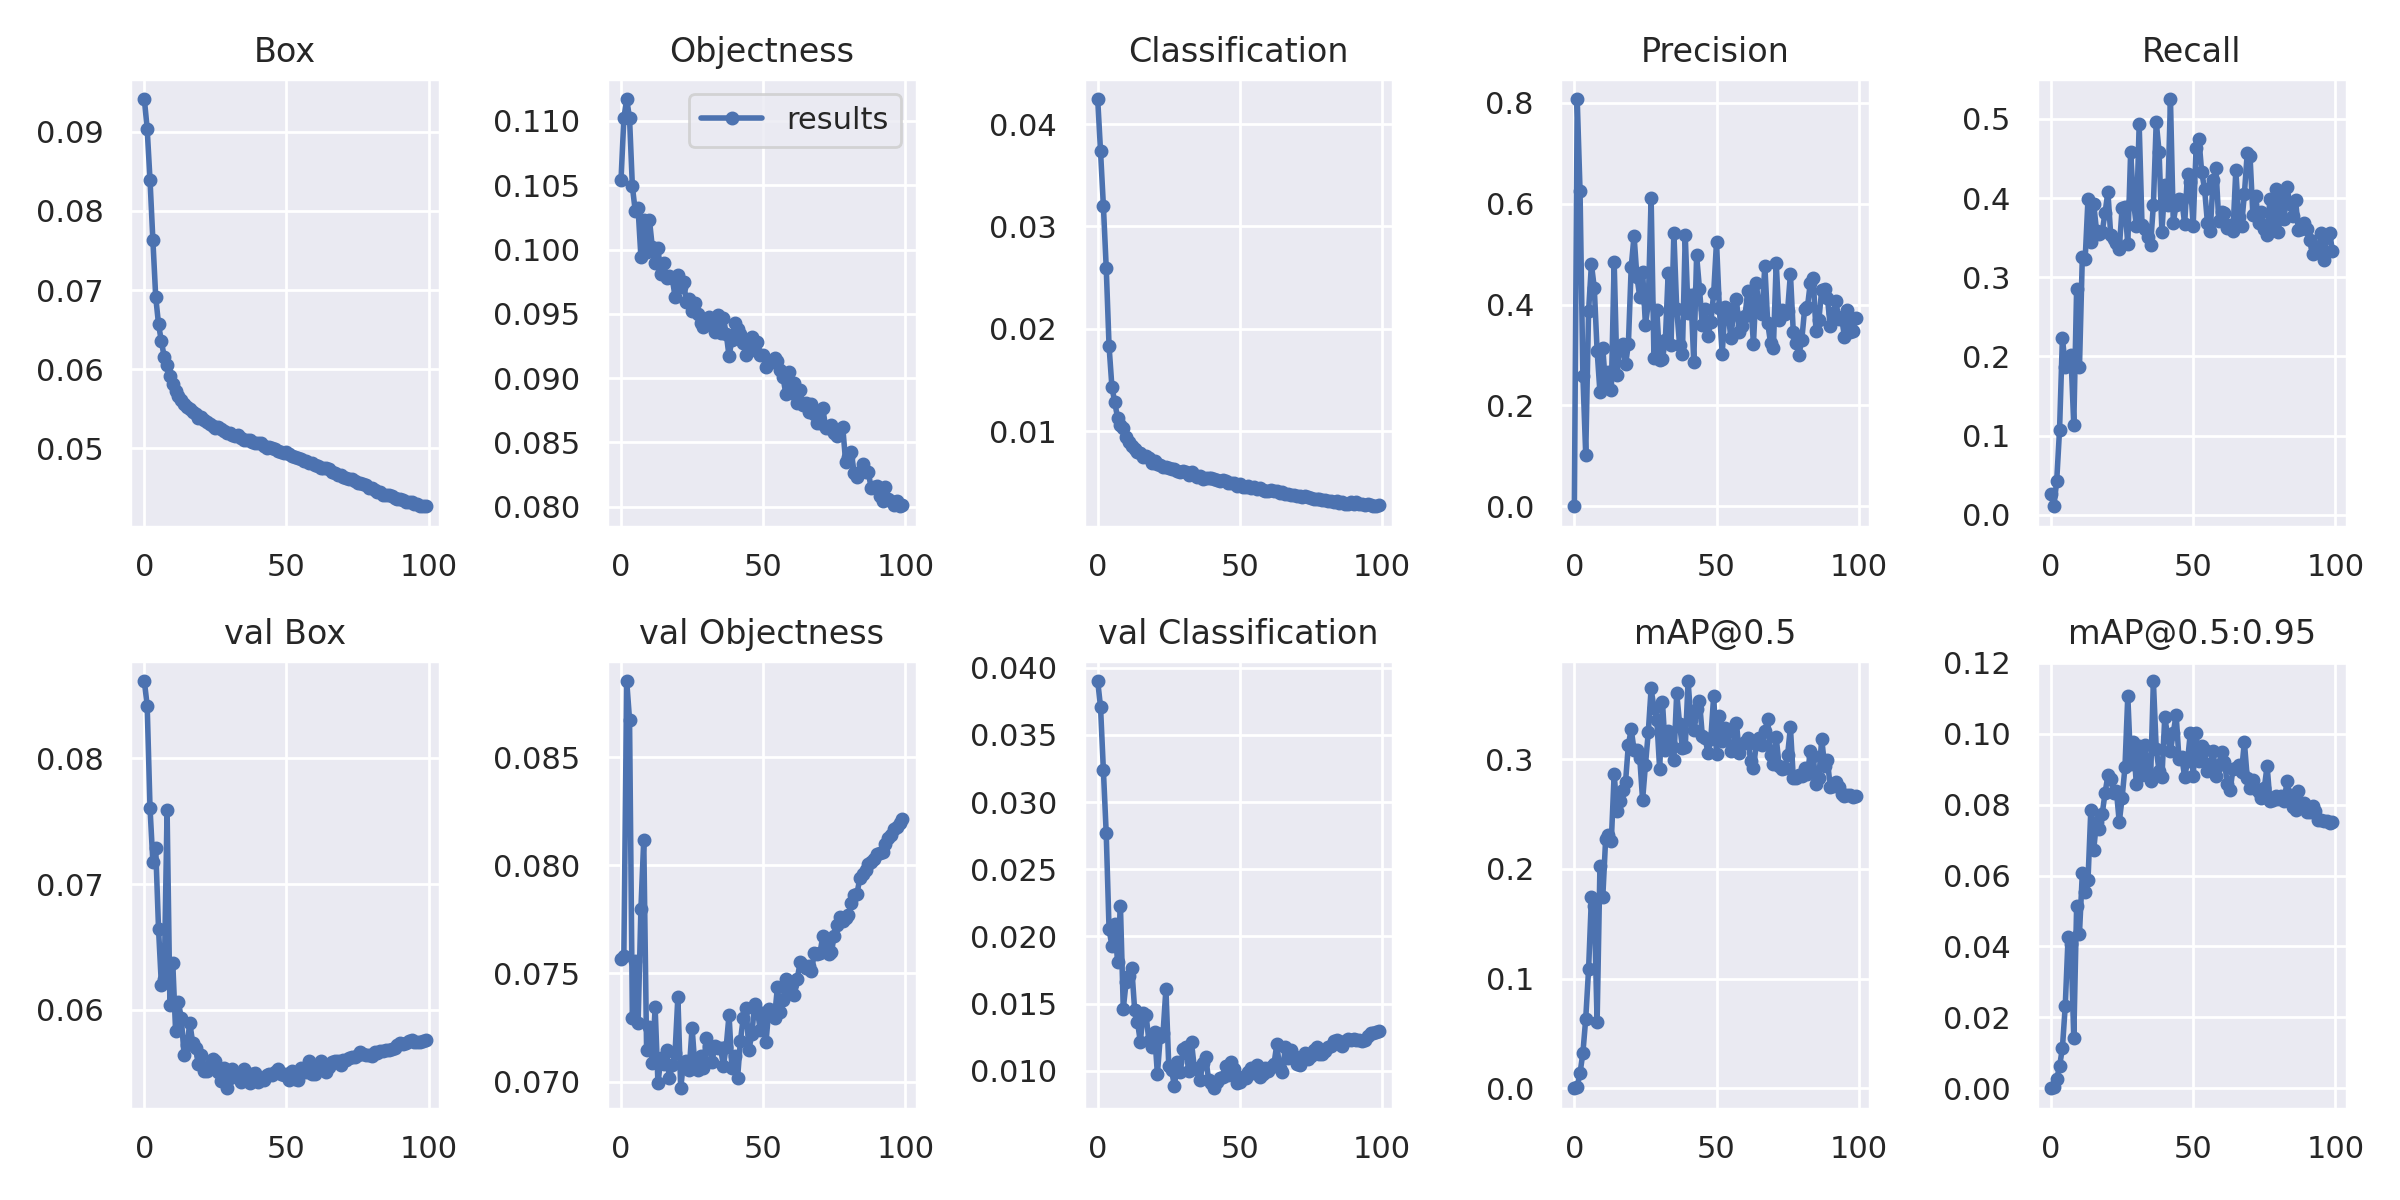 Box
0.09
0.08
0.07
0.06
0.05
0 50 100
Objectness
results
0.110
0.105
0.100
0.095
0.090
0.085
0.080
0 50 100
Classification
0.04
0.03
0.02
0.01
0 50 100
Precision
0.8
0.6
0.4
0.2
0.0
0 50 100
Recall
0.5
0.4
0.3
0.2
0.1
0.0
0 50 100
val Box
0.08
0.07
0.06
0 50 100
val Objectness
0.085
0.080
0.075
0.070
0 50 100
val Classification
0.040
0.035
0.030
0.025
0.020
0.015
0.010
0 50 100
mAP@0.5
0.3
0.2
0.1
0.0
0 50 100
mAP@0.5:0.95
0.12
0.10
0.08
0.06
0.04
0.02
0.00
0 50 100